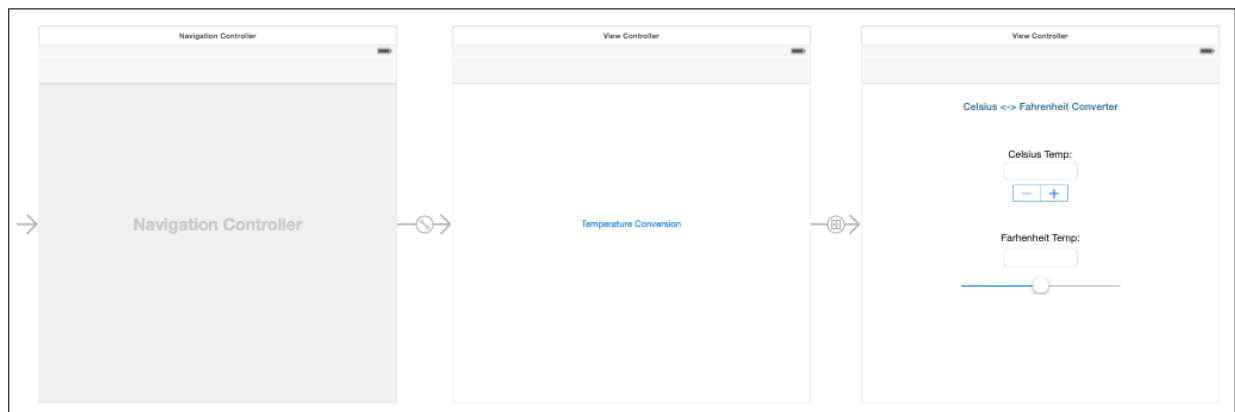 Navigation Controller
Navigation Controller
View Controller
Temperature Conversion
View Controller
Celsius <-> Fahrenheit Converter
Celsius Temp:
− +
Farhenheit Temp: